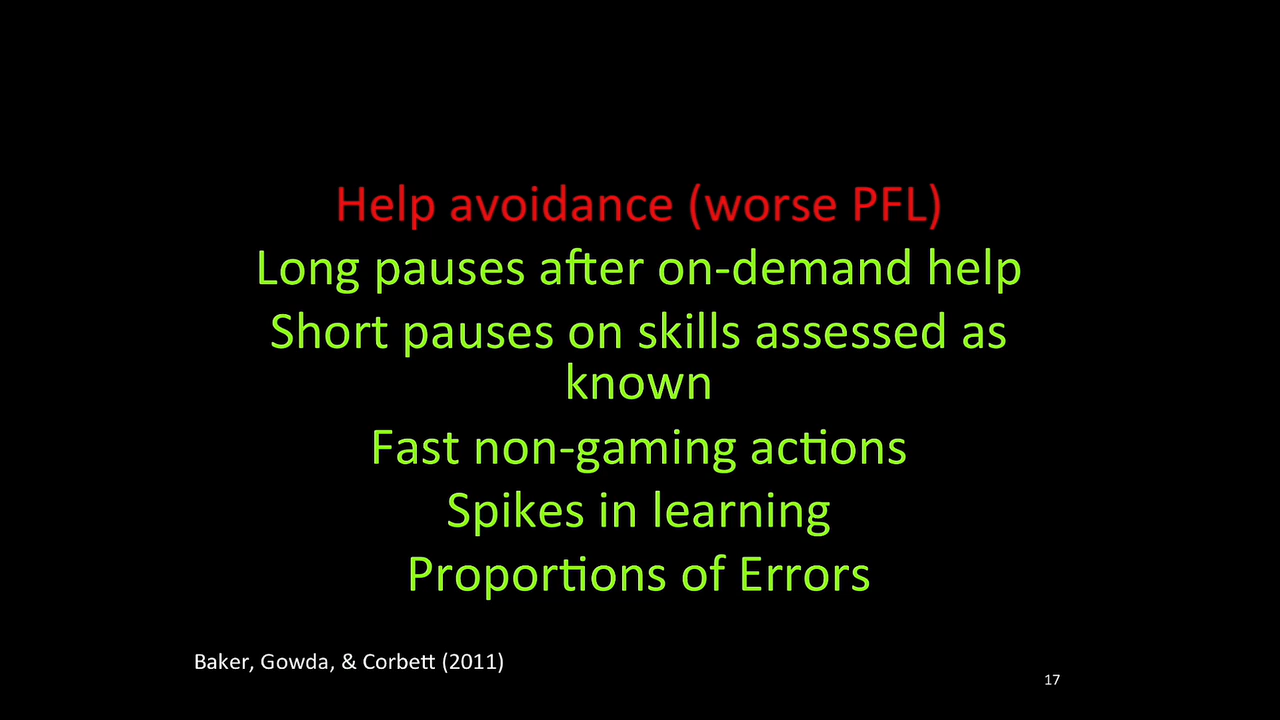 Help avoidance (worse PFL)
Long pauses after on-demand help
Short pauses on skills assessed as
known
Fast non-gaming actions
Spikes in learning
Proportions of Errors
Baker, Gowda, & Corbett (2011)
17